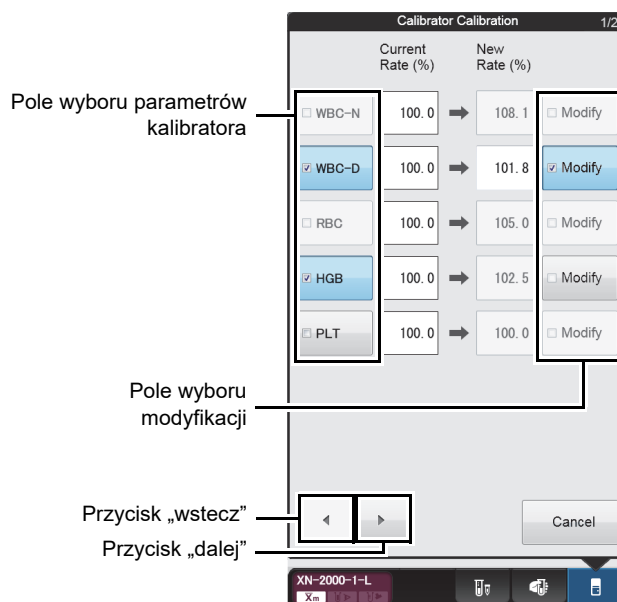 Calibrator Calibration 1/2
Current Rate (%)
New Rate (%)
Pole wyboru parametrów
kalibratora
WBC-N 100.0 108.1 Modify
WBC-D 100.0 101.8 Modify
RBC 100.0 105.0 Modify
HGB 100.0 102.5 Modify
PLT 100.0 100.0 Modify
Pole wyboru
modyfikacji
Przycisk „wstecz”
Przycisk „dalej”
Cancel
XN-2000-1-L
Xm